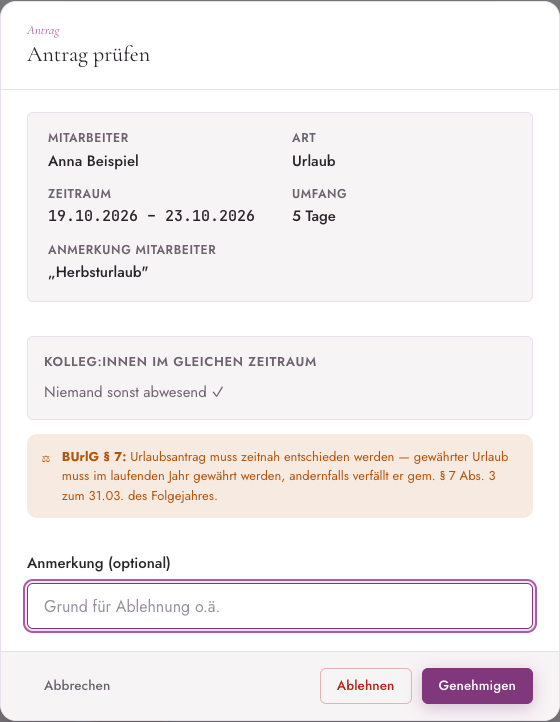 Antrag
Antrag prüfen
MITARBEITER
Anna Beispiel
ART
Urlaub
ZEITRAUM
19.10.2026 – 23.10.2026
UMFANG
5 Tage
ANMERKUNG MITARBEITER
„Herbsturlaub"
KOLLEG:INNEN IM GLEICHEN ZEITRAUM
Niemand sonst abwesend ✓
⚖ BUrlG § 7: Urlaubsantrag muss zeitnah entschieden werden — gewährter Urlaub
muss im laufenden Jahr gewährt werden, andernfalls verfällt er gem. § 7 Abs. 3
zum 31.03. des Folgejahres.
Anmerkung (optional)
Grund für Ablehnung o.ä.
Abbrechen
Ablehnen
Genehmigen